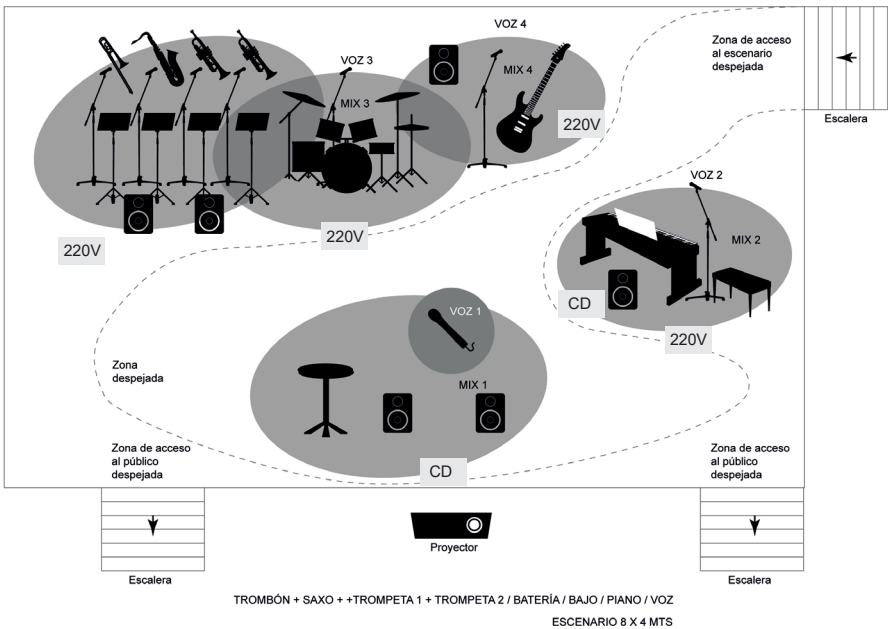 VOZ 4
Zona de acceso
al escenario
despejada
VOZ 3
MIX 4
MIX 3
220V
Escalera
VOZ 2
220V
220V
MIX 2
CD
VOZ 1
220V
Zona
despejada
MIX 1
Zona de acceso
al público
despejada
CD
Zona de acceso
al público
despejada
Proyector
Escalera
Escalera
TROMBÓN + SAXO + +TROMPETA 1 + TROMPETA 2 / BATERÍA / BAJO / PIANO / VOZ
ESCENARIO 8 X 4 MTS